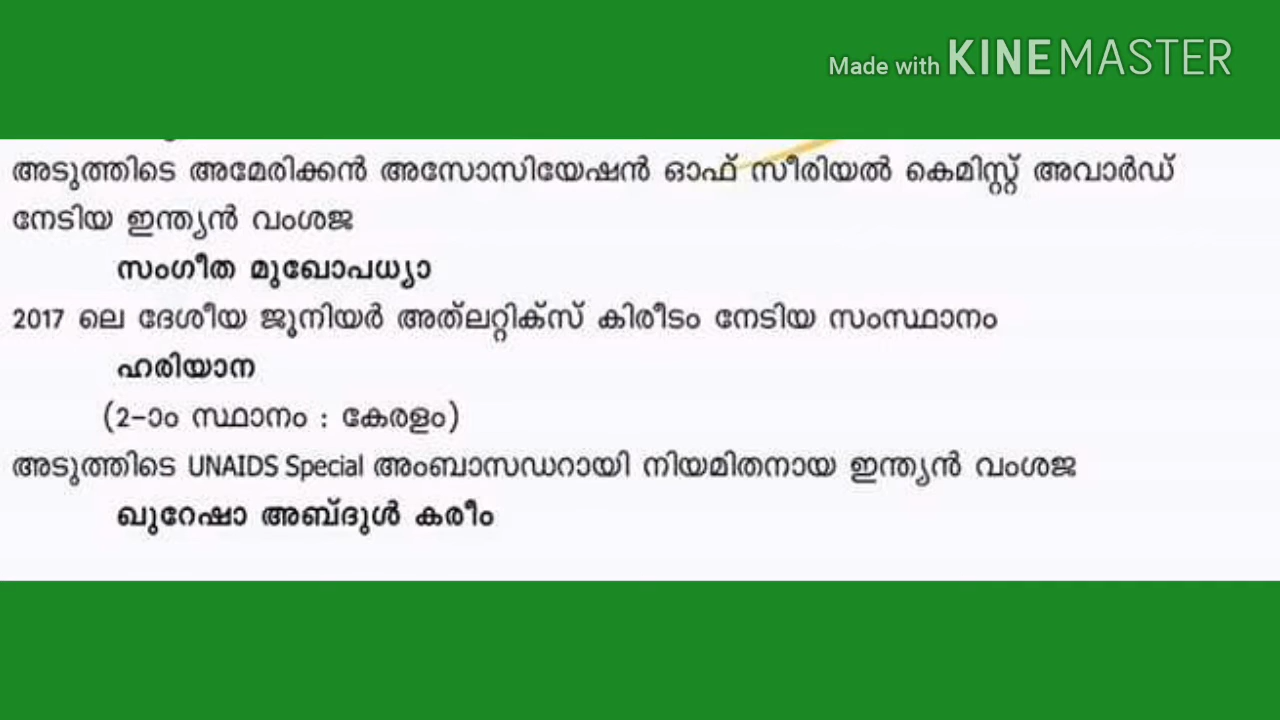 Made with KINEMASTER
അടുത്തിടെ അമേരിക്കൻ അസോസിയേഷൻ ഓഫ് സീരിയൽ കെമിസ്റ്റ് അവാർഡ്
നേടിയ ഇന്ത്യൻ വംശജ
സംഗീത മുഖോപധ്യാ
2017 ലെ ദേശീയ ജൂനിയർ അത്‌ലറ്റിക്സ് കിരീടം നേടിയ സംസ്ഥാനം
ഹരിയാന
(2-ാം സ്ഥാനം : കേരളം)
അടുത്തിടെ UNAIDS Special അംബാസഡറായി നിയമിതനായ ഇന്ത്യൻ വംശജ
ഖുറേഷാ അബ്ദുൾ കരീം